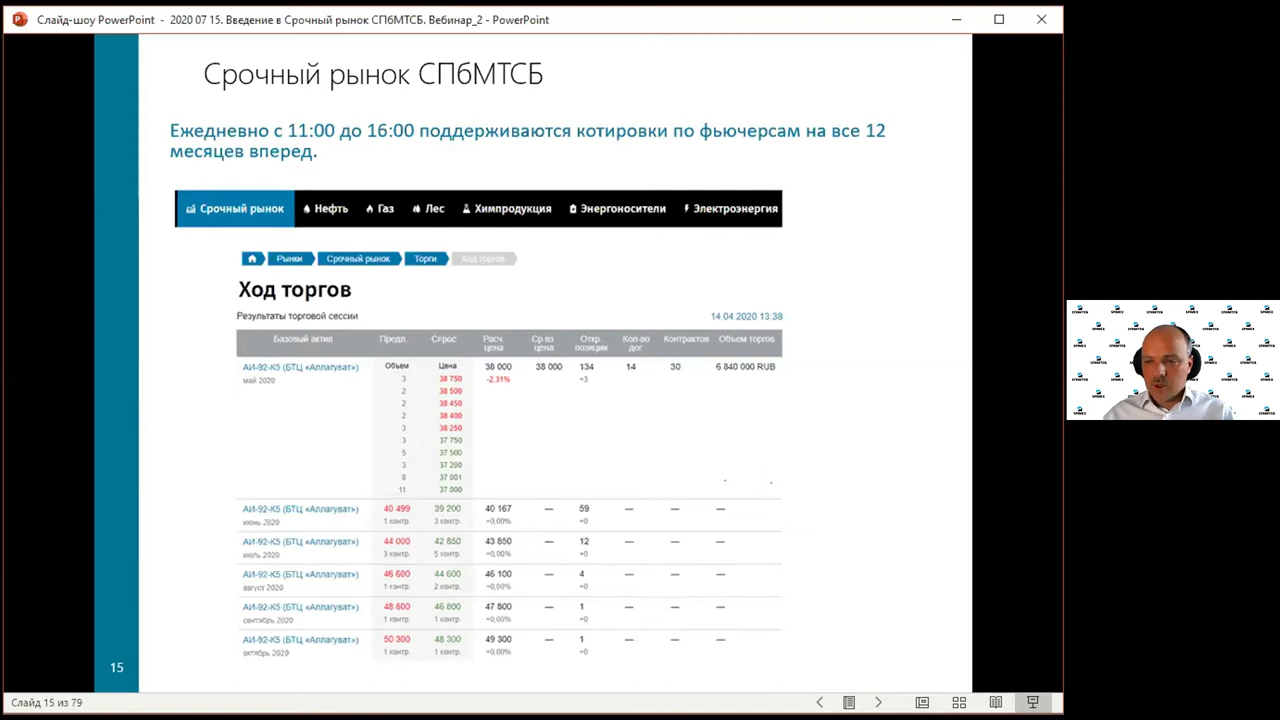 Слайд-шоу PowerPoint - 2020 07 15. Введение в Срочный рынок СПбМТСБ. Вебинар_2 - PowerPoint
Срочный рынок СПбМТСБ
Ежедневно с 11:00 до 16:00 поддерживаются котировки по фьючерсам на все 12
месяцев вперед.
Срочный рынок Нефть Газ Лес Химпродукция Энергоносители Электроэнергия
Рынки Срочный рынок Торги Ход торгов
Ход торгов
Результаты торговой сессии 14.04.2020 13:38
Базовый актив Предл. Спрос Расч цена Ср вз цена Откр позиции Кол-во дог Контрактов Объем торгов
АИ-92-К5 (БТЦ «Аллагуват») Объем Цена 38 000 38 000 134 14 30 6 840 000 RUB
май 2020 3 38 750 -2,31% +3
2 38 500
2 38 450
2 38 400
3 38 250
3 37 750
5 37 500
3 37 200
8 37 001
11 37 000
АИ-92-К5 (БТЦ «Аллагуват») 40 499 39 200 40 167 — 59 — — —
июнь 2020 1 контр. 3 контр. +0,00% +0
АИ-92-К5 (БТЦ «Аллагуват») 44 000 42 850 43 850 — 12 — — —
июль 2020 3 контр. 5 контр. +0,00% +0
АИ-92-К5 (БТЦ «Аллагуват») 46 600 44 600 46 100 — 4 — — —
август 2020 1 контр. 2 контр. +0,00% +0
АИ-92-К5 (БТЦ «Аллагуват») 48 800 46 800 47 800 — 1 — — —
сентябрь 2020 1 контр. 1 контр. +0,00% +0
АИ-92-К5 (БТЦ «Аллагуват») 50 300 48 300 49 300 — 1 — — —
октябрь 2020 1 контр. 1 контр. +0,00% +0
15
Слайд 15 из 79